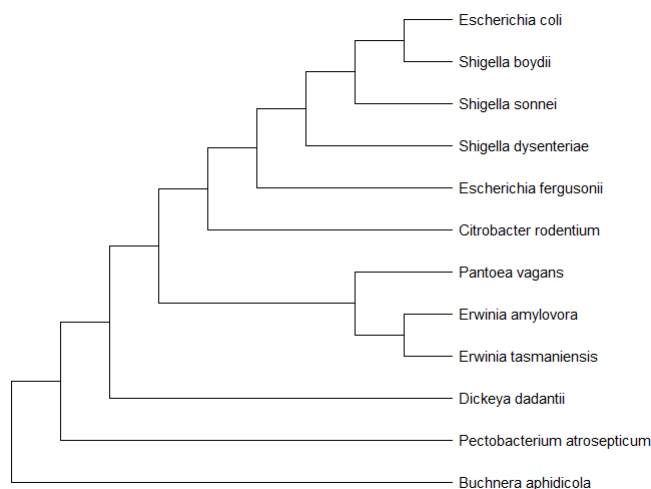 Escherichia coli
Shigella boydii
Shigella sonnei
Shigella dysenteriae
Escherichia fergusonii
Citrobacter rodentium
Pantoea vagans
Erwinia amylovora
Erwinia tasmaniensis
Dickeya dadantii
Pectobacterium atrosepticum
Buchnera aphidicola